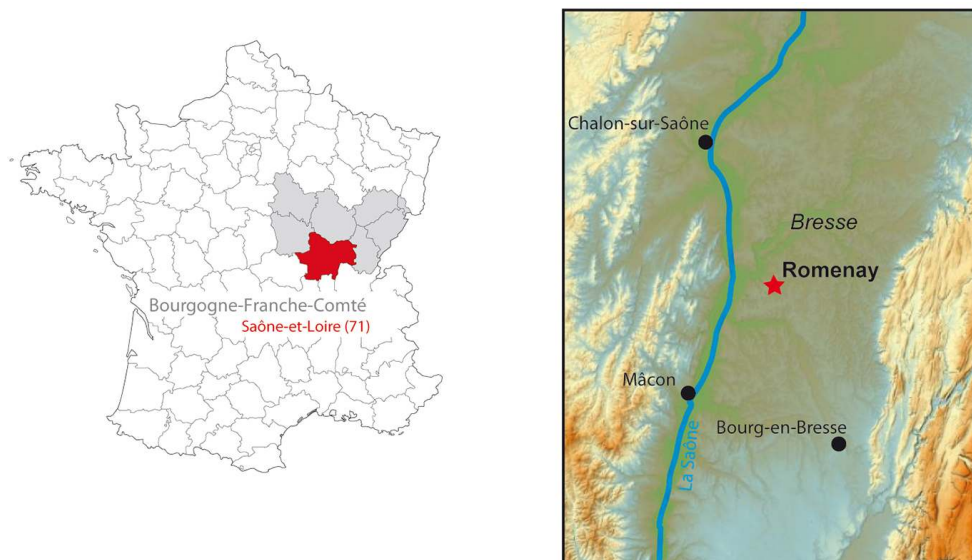 Bourgogne-Franche-Comté
Saône-et-Loire (71)
Chalon-sur-Saône
Bresse
Romenay
Mâcon
Bourg-en-Bresse
La Saône